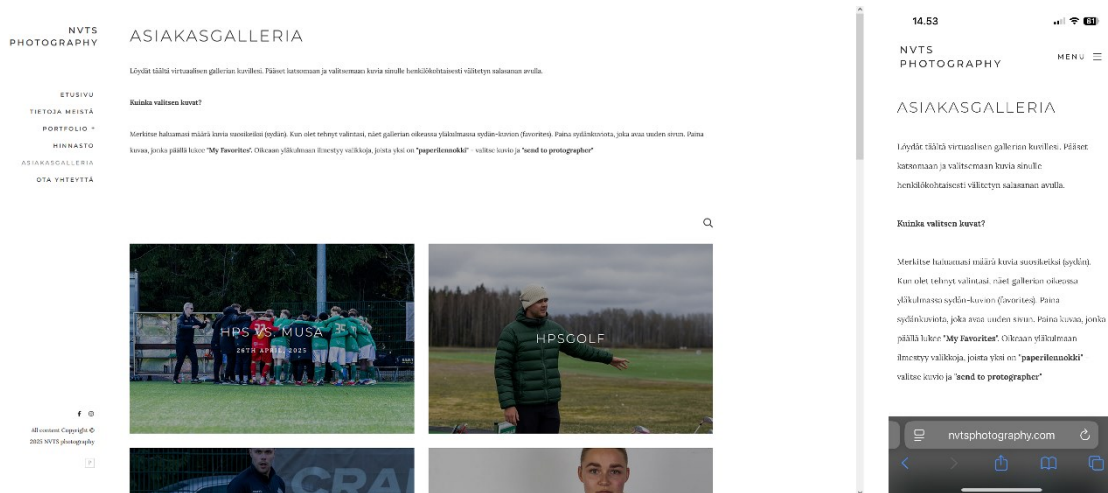 NVTS
PHOTOGRAPHY
ETUSIVU
TIETOJA MEISTÄ
PORTFOLIO
HINNASTO
ASIAKASGALLERIA
OTA YHTEYTTÄ
All content Copyright ©
2025 NVTS photography
ASIAKASGALLERIA
Löydät täältä virtuaalisen gallerian kuvillesi. Pääset katsomaan ja valitsemaan kuvia sinulle henkilökohtaisesti välitetyn salasanan avulla.
Kuinka valitsen kuvat?
Merkitse haluamasi määrä kuvia suosikeiksi (sydän). Kun olet tehnyt valintasi, näet gallerian oikeassa yläkulmassa sydän-kuvion (favorites). Paina sydänkuviota, joka avaa uuden sivun. Paina
kuvaa, jonka päällä lukee "My Favorites". Oikeaan yläkulmaan ilmestyy valikkoja, joista yksi on "paperilennokki" - valitse kuvio ja "send to protographer"
HPS VS. MUSA
26TH APRIL, 2025
HPSGOLF
CRA
14.53
61
NVTS
PHOTOGRAPHY
MENU
ASIAKASGALLERIA
Löydät täältä virtuaalisen gallerian kuvillesi. Pääset
katsomaan ja valitsemaan kuvia sinulle
henkilökohtaisesti välitetyn salasanan avulla.
Kuinka valitsen kuvat?
Merkitse haluamasi määrä kuvia suosikeiksi (sydän).
Kun olet tehnyt valintasi, näet gallerian oikeassa
yläkulmassa sydän-kuvion (favorites). Paina
sydänkuviota, joka avaa uuden sivun. Paina kuvaa, jonka
päällä lukee "My Favorites". Oikeaan yläkulmaan
ilmestyy valikkoja, joista yksi on "paperilennokki"
valitse kuvio ja "send to protographer"
nvtsphotography.com